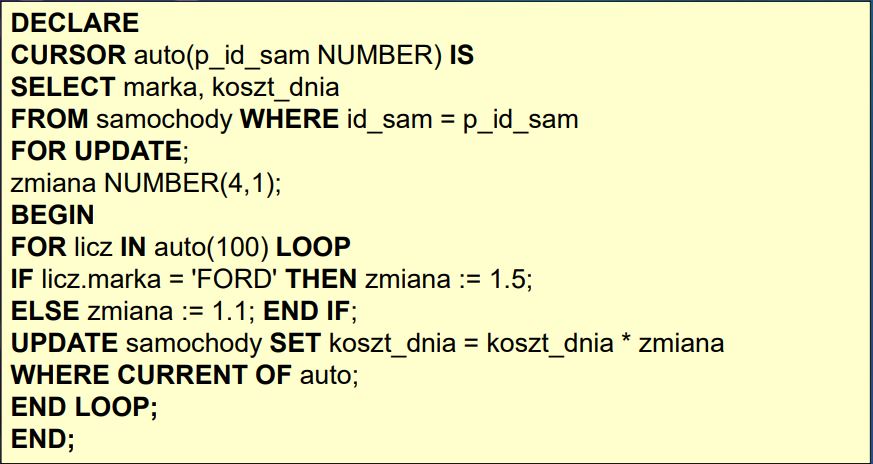 DECLARE
CURSOR auto(p_id_sam NUMBER) IS
SELECT marka, koszt_dnia
FROM samochody WHERE id_sam = p_id_sam
FOR UPDATE;
zmiana NUMBER(4,1);
BEGIN
FOR licz IN auto(100) LOOP
IF licz.marka = 'FORD' THEN zmiana := 1.5;
ELSE zmiana := 1.1; END IF;
UPDATE samochody SET koszt_dnia = koszt_dnia * zmiana
WHERE CURRENT OF auto;
END LOOP;
END;